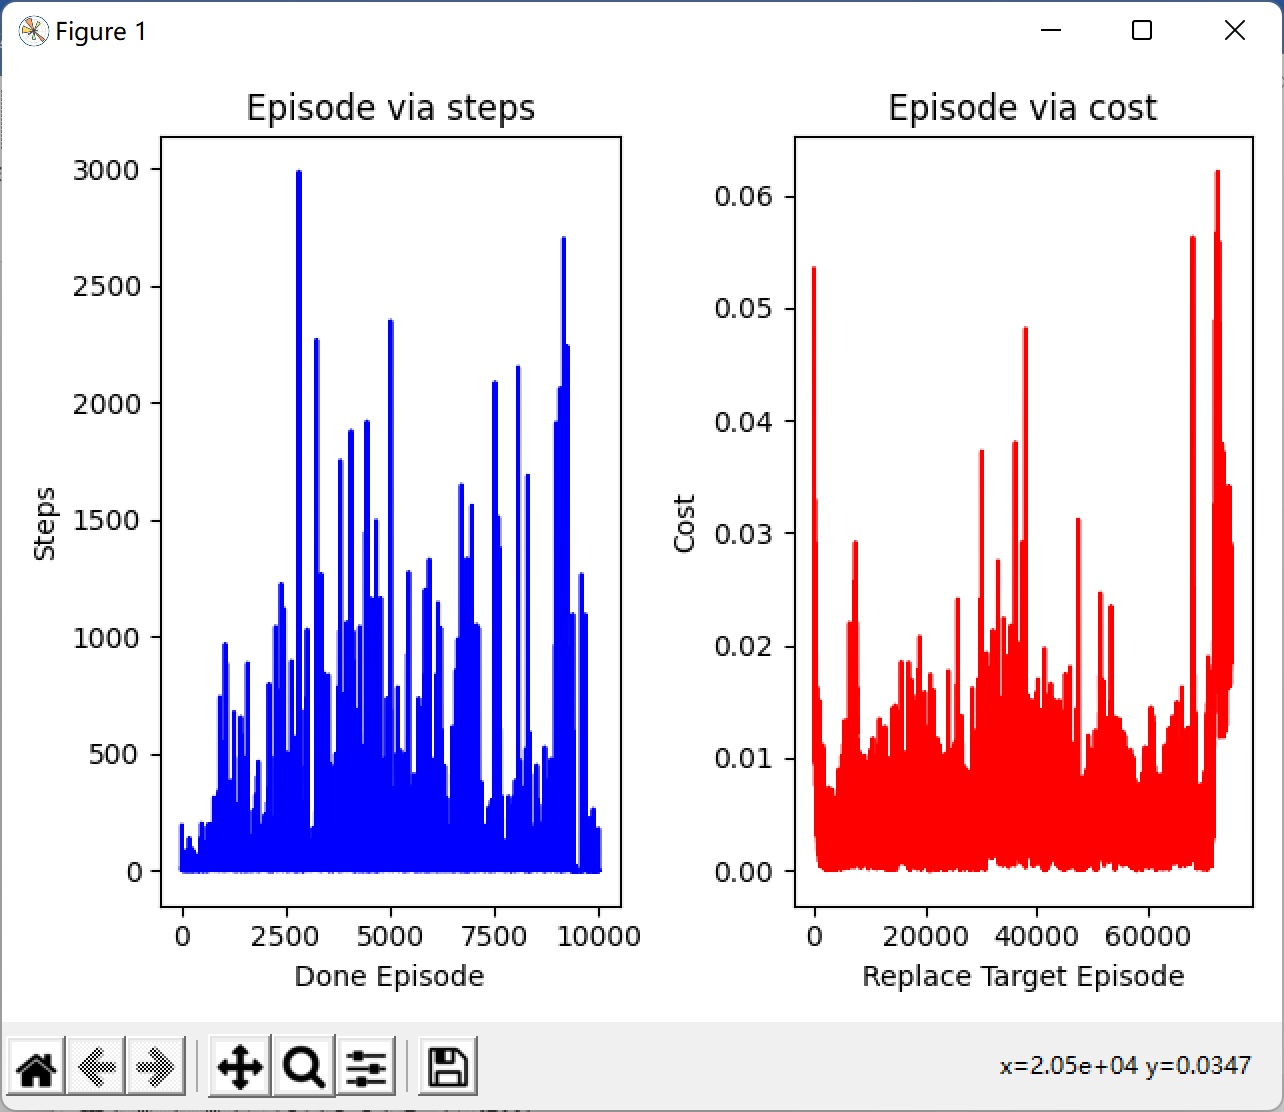 Figure 1
Episode via steps
3000
2500
2000
1500
1000
500
0
Steps
0 2500 5000 7500 10000
Done Episode
Episode via cost
0.06
0.05
0.04
0.03
0.02
0.01
0.00
Cost
0 20000 40000 60000
Replace Target Episode
x=2.05e+04 y=0.0347